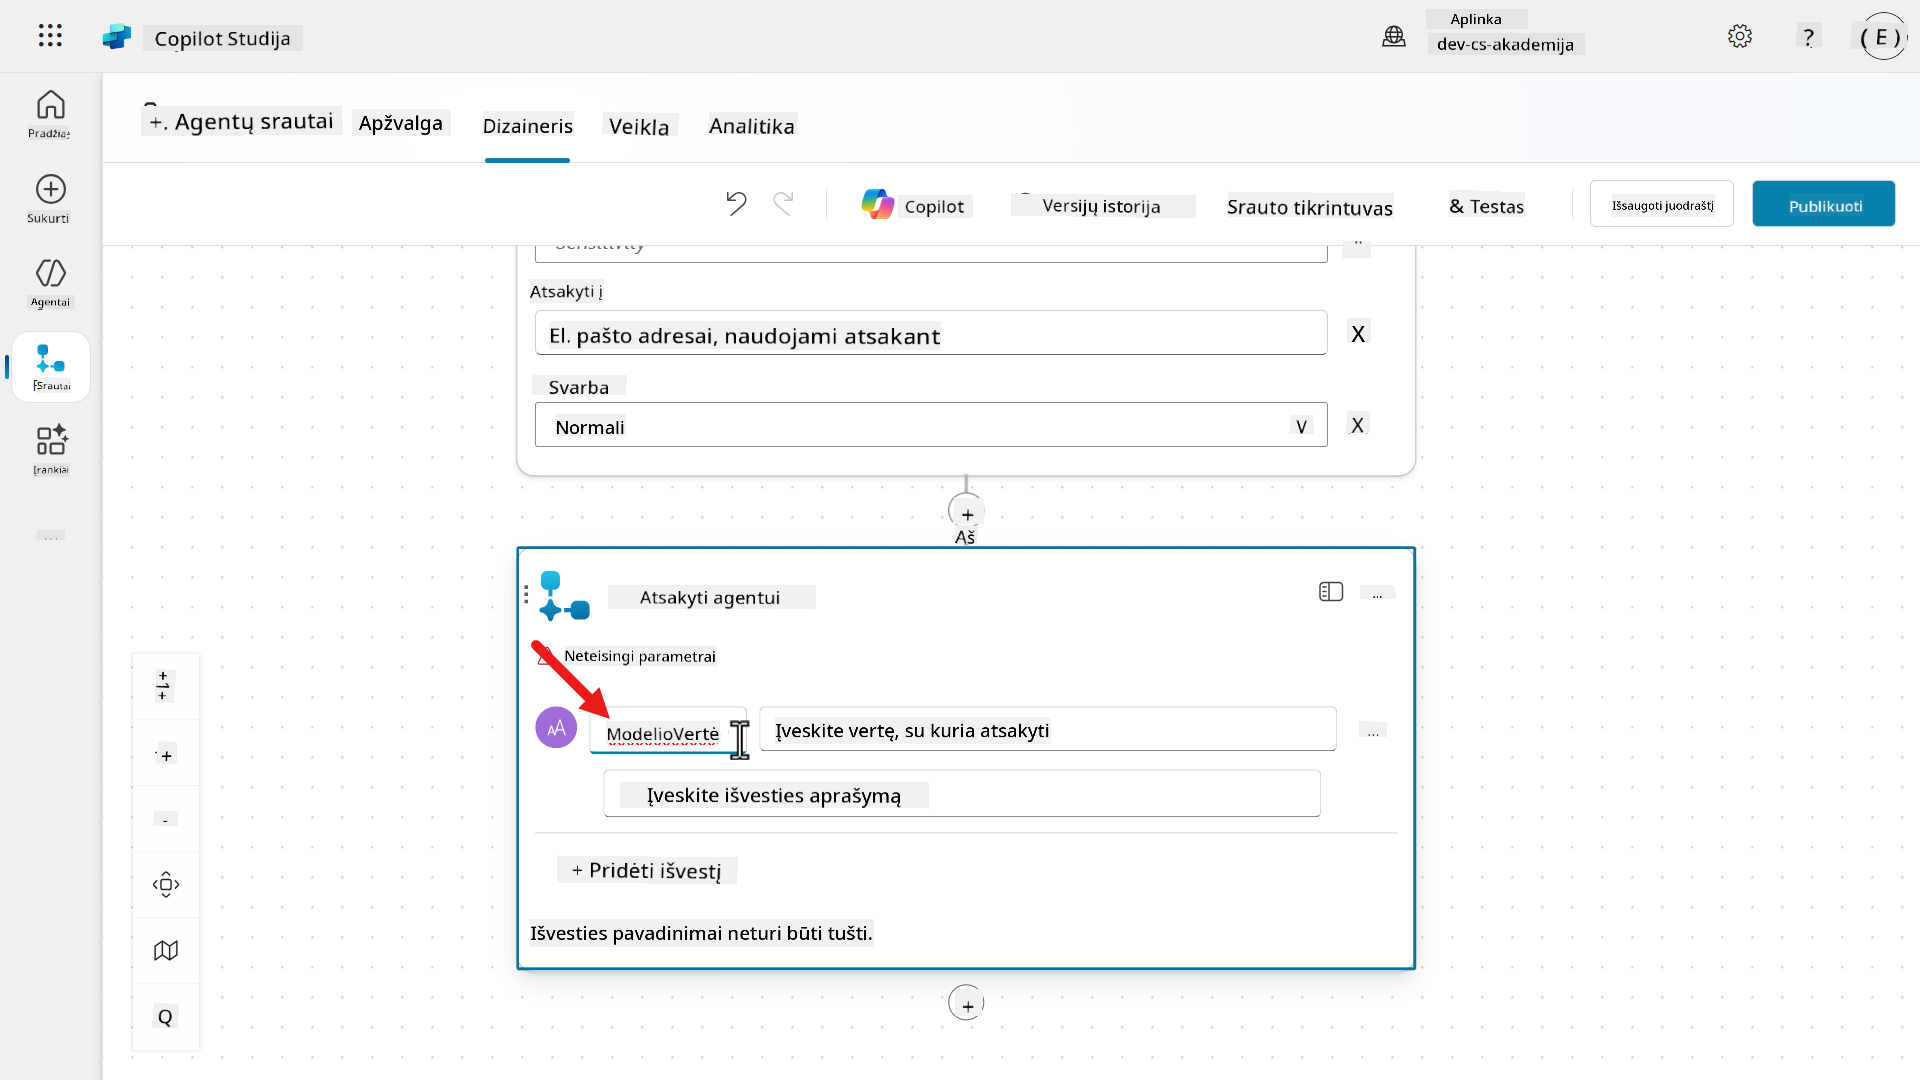 Copilot Studija
Aplinka
dev-cs-akademija
?
( E )
Pradžia
Sukurti
Agentai
Srautai
Įrankiai
...
+. Agentų srautai
Apžvalga
Dizaineris
Veikla
Analitika
Copilot
Versijų istorija
Srauto tikrintuvas
& Testas
Išsaugoti juodraštį
Publikuoti
Sensitivity
Atsakyti į
El. pašto adresai, naudojami atsakant
X
Svarba
Normali
V
X
+
Aš
Atsakyti agentui
...
Neteisingi parametrai
AA
ModelioVertė
Įveskite vertę, su kuria atsakyti
...
Įveskite išvesties aprašymą
+ Pridėti išvestį
Išvesties pavadinimai neturi būti tušti.
+
+
-
Q